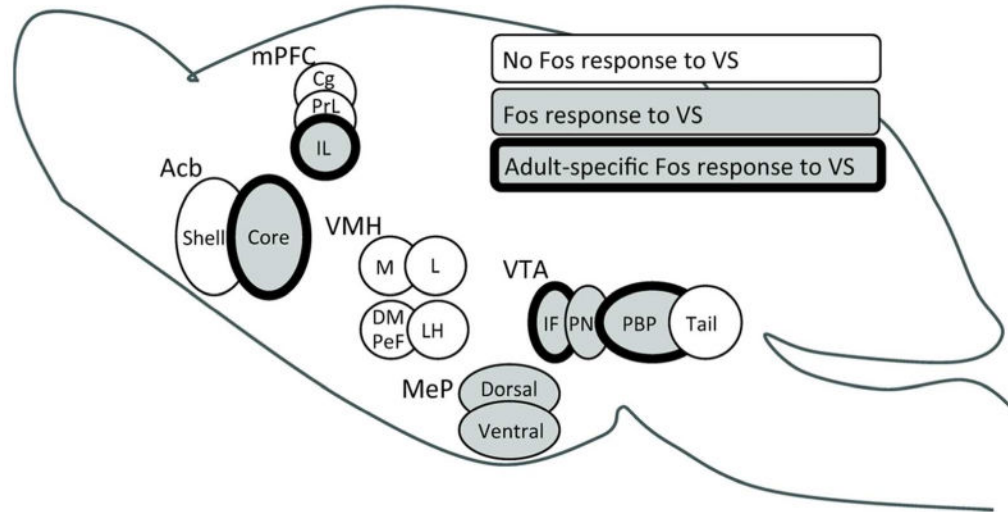 mPFC
Cg
PrL
IL
No Fos response to VS
Fos response to VS
Adult-specific Fos response to VS
Acb
Shell
Core
VMH
M
L
DM
PeF
LH
VTA
IF
PN
PBP
Tail
MeP
Dorsal
Ventral